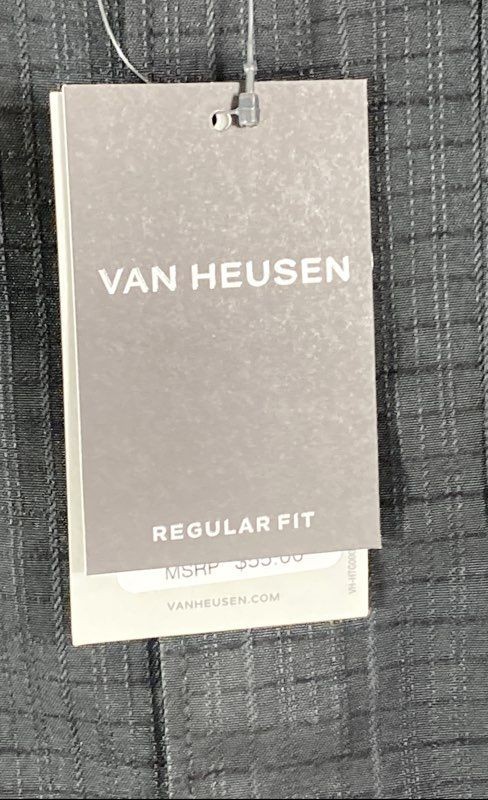 VAN HEUSEN
REGULAR FIT
MSRP $55.00
VANHEUSEN.COM